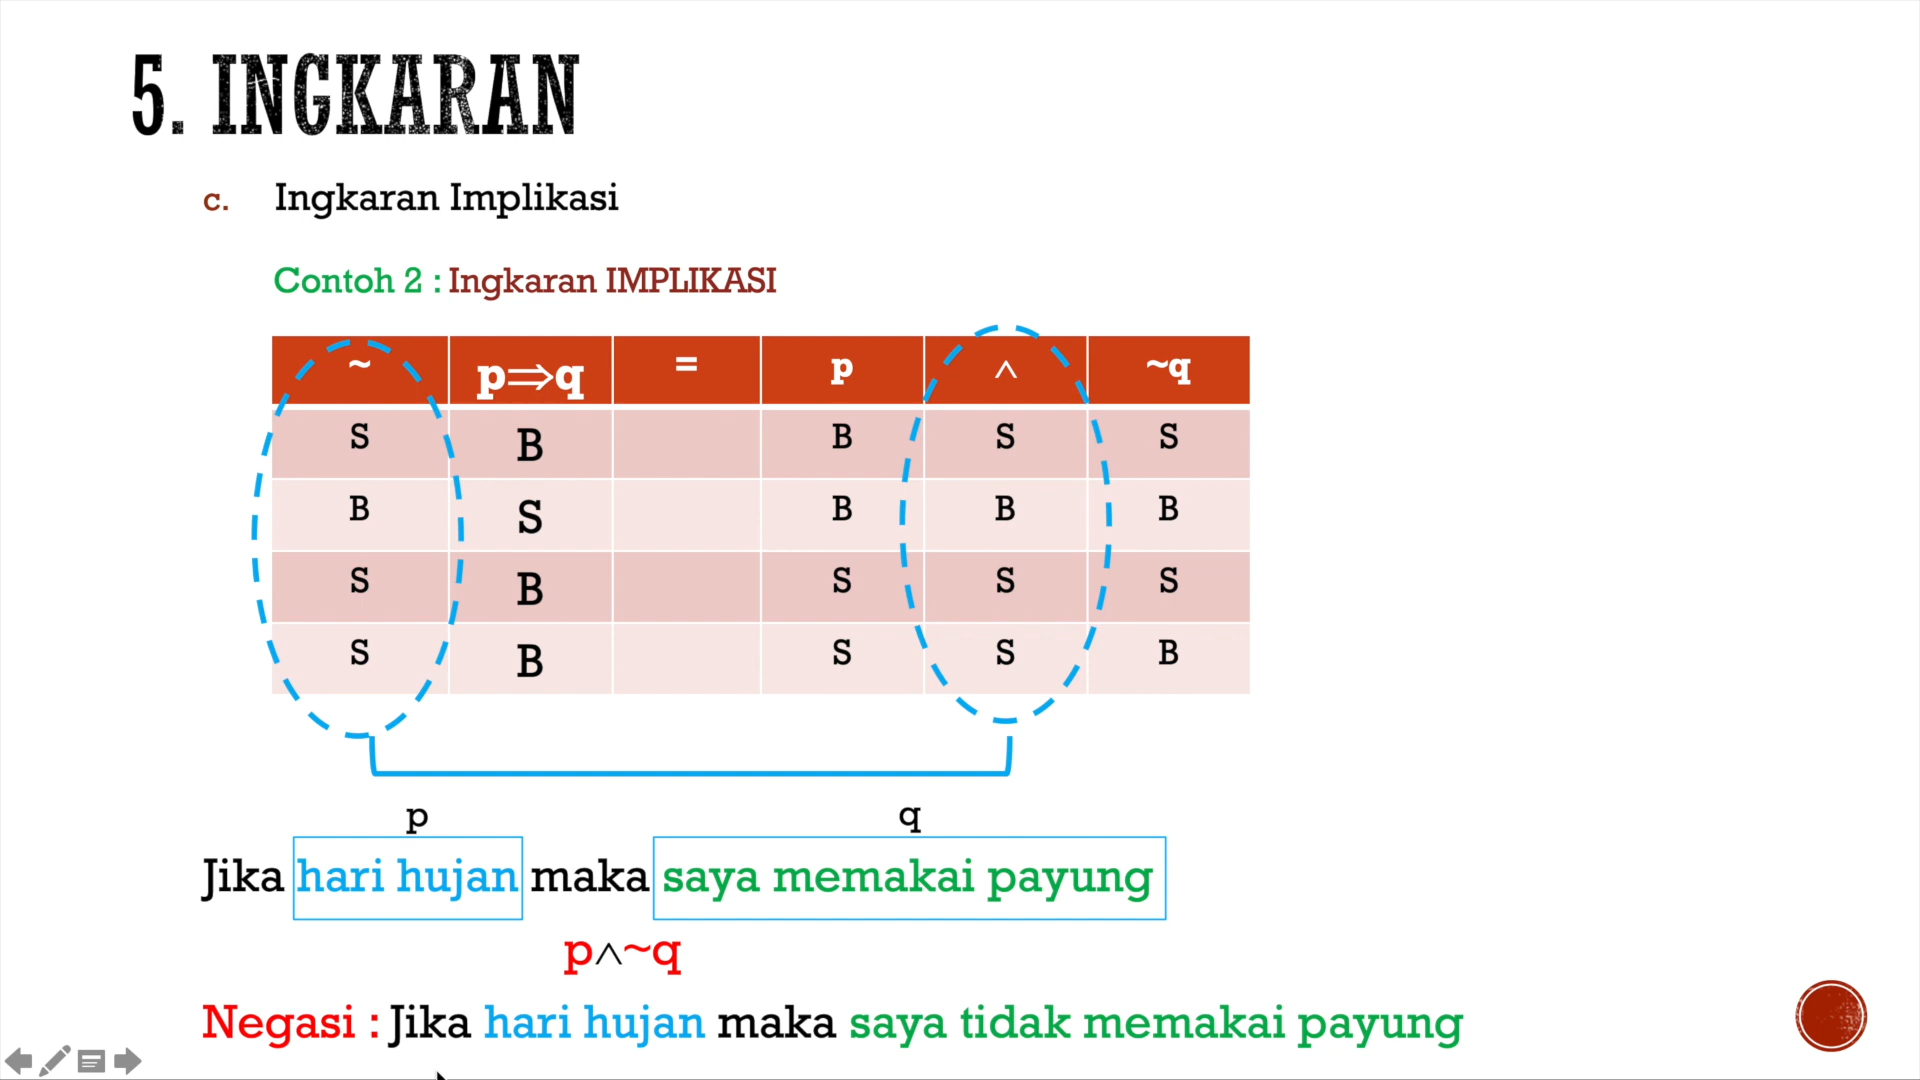 5. INGKARAN
c. Ingkaran Implikasi
Contoh 2 : Ingkaran IMPLIKASI
~ p⇒q = p ∧ ~q
S B B S S
B S B B B
S B S S S
S B S S B
p q
Jika hari hujan maka saya memakai payung
p∧~q
Negasi : Jika hari hujan maka saya tidak memakai payung